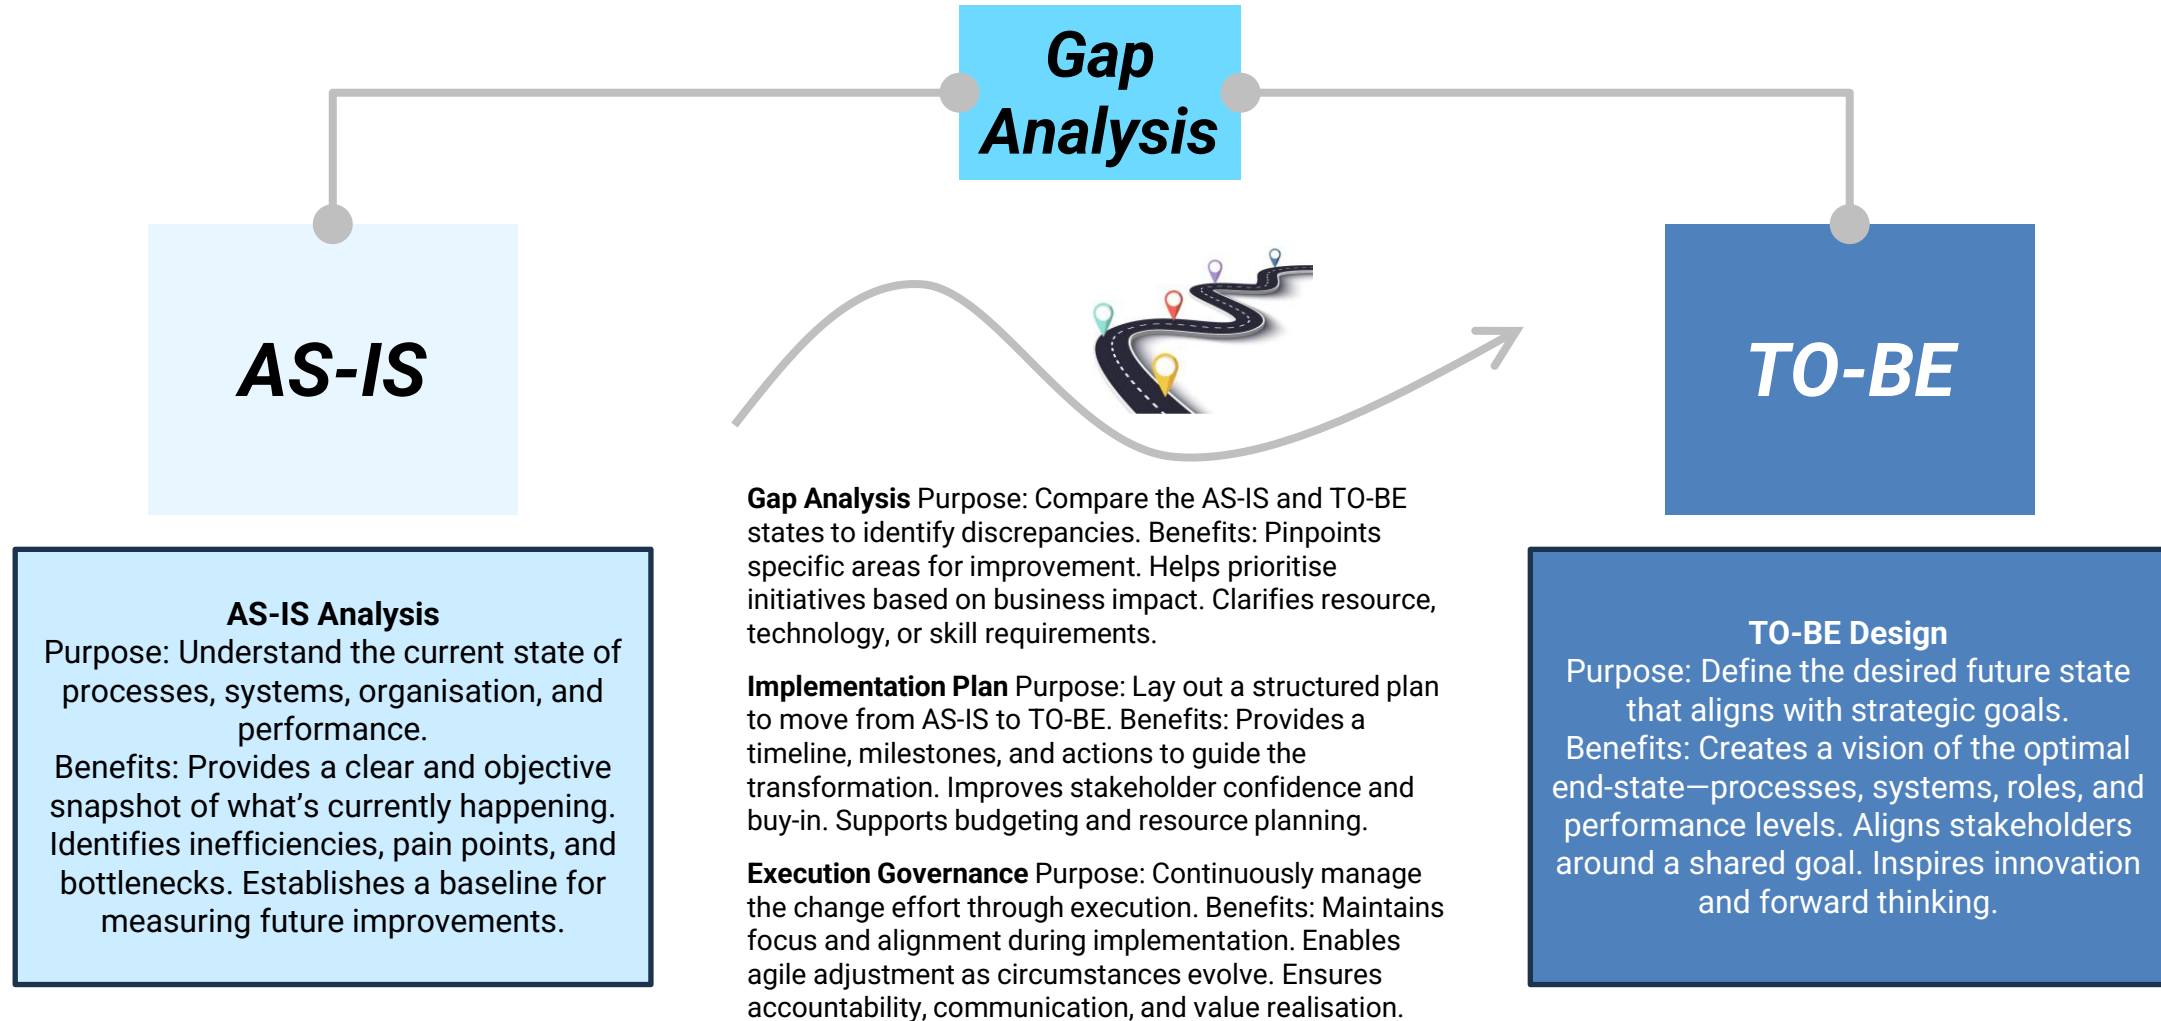 Gap
Analysis
AS-IS
TO-BE
AS-IS Analysis
Purpose: Understand the current state of
processes, systems, organisation, and
performance.
Benefits: Provides a clear and objective
snapshot of what’s currently happening.
Identifies inefficiencies, pain points, and
bottlenecks. Establishes a baseline for
measuring future improvements.
Gap Analysis Purpose: Compare the AS-IS and TO-BE
states to identify discrepancies. Benefits: Pinpoints
specific areas for improvement. Helps prioritise
initiatives based on business impact. Clarifies resource,
technology, or skill requirements.
Implementation Plan Purpose: Lay out a structured plan
to move from AS-IS to TO-BE. Benefits: Provides a
timeline, milestones, and actions to guide the
transformation. Improves stakeholder confidence and
buy-in. Supports budgeting and resource planning.
Execution Governance Purpose: Continuously manage
the change effort through execution. Benefits: Maintains
focus and alignment during implementation. Enables
agile adjustment as circumstances evolve. Ensures
accountability, communication, and value realisation.
TO-BE Design
Purpose: Define the desired future state
that aligns with strategic goals.
Benefits: Creates a vision of the optimal
end-state—processes, systems, roles, and
performance levels. Aligns stakeholders
around a shared goal. Inspires innovation
and forward thinking.